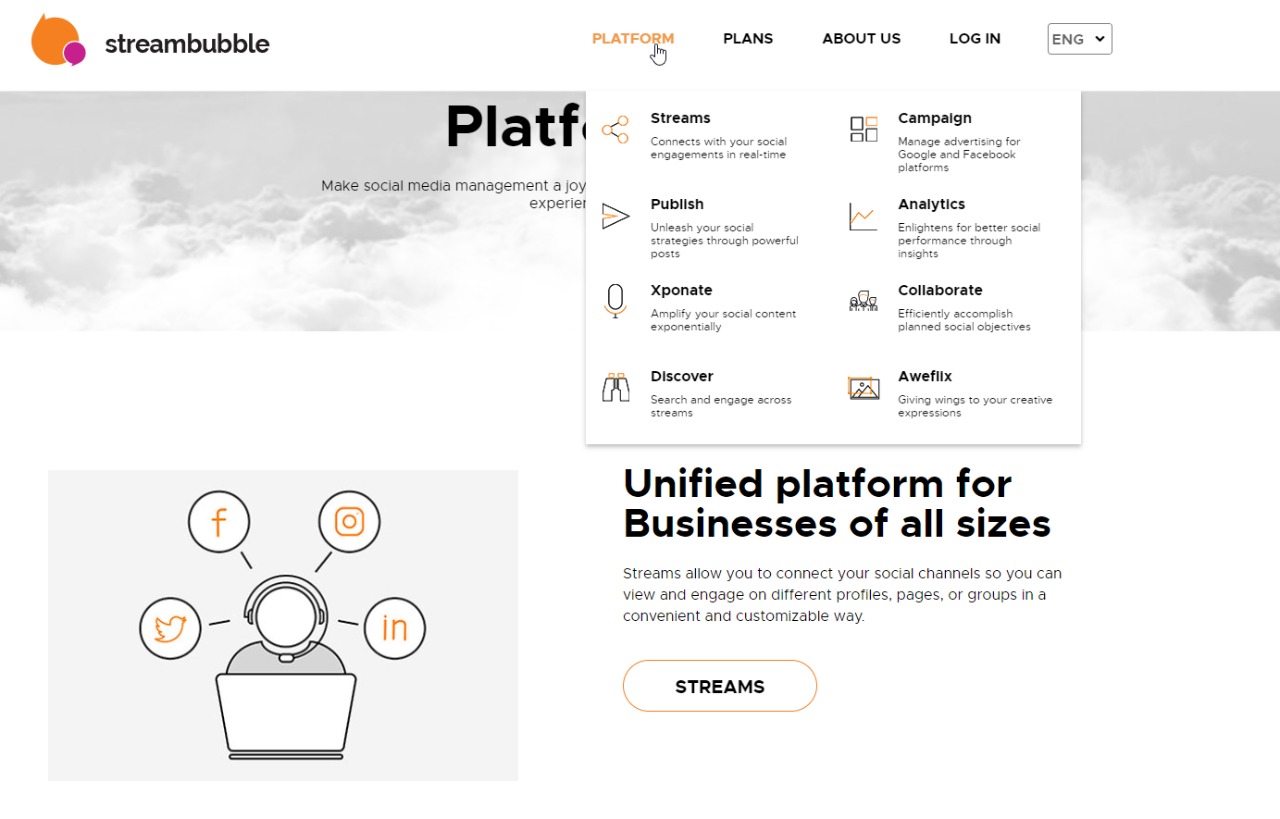 streambubble
PLATFORM
PLANS
ABOUT US
LOG IN
ENG
Streams
Connects with your social
engagements in real-time
Campaign
Manage advertising for
Google and Facebook
platforms
Publish
Unleash your social
strategies through powerful
posts
Analytics
Enlightens for better social
performance through
insights
Xponate
Amplify your social content
exponentially
Collaborate
Efficiently accomplish
planned social objectives
Discover
Search and engage across
streams
Aweflix
Giving wings to your creative
expressions
Make social media management a joy
Unified platform for
Businesses of all sizes
Streams allow you to connect your social channels so you can
view and engage on different profiles, pages, or groups in a
convenient and customizable way.
STREAMS
f
in